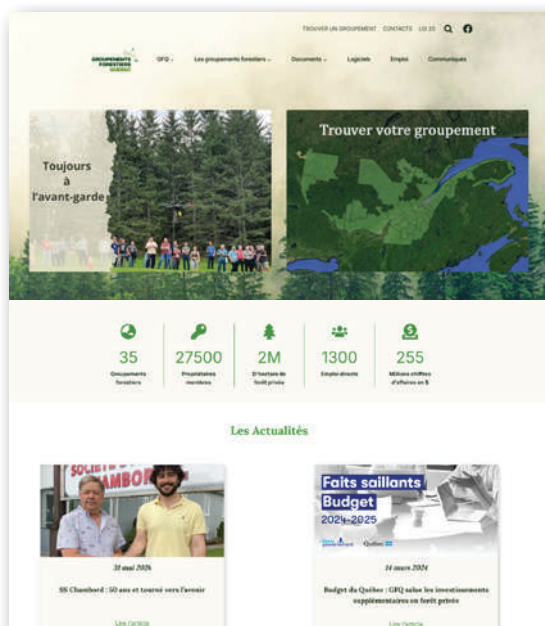 TROUVER UN GROUPEMENT CONTACTS LOI 25
GROUPEMENTS
FORESTIERS
QUÉBEC
GFQ Les groupements forestiers Documents Logiciels Emploi Communiqués
Toujours
à
l'avant-garde
Trouver votre groupement
35
Groupements
forestiers
27500
Propriétaires
membres
2M
D'hectare de
forêt privée
1300
Emploi directs
255
Millions chiffres
d'affaires en $
Les Actualités
SOCIÉTÉ
CHAMBORD
31 mai 2024
SS Chambord : 50 ans et tourné vers l'avenir
Lire l'article
Faits saillants
Budget
2024-2025
Québec
14 mars 2024
Budget du Québec : GFQ salue les investissements
supplémentaires en forêt privée
Lire l'article